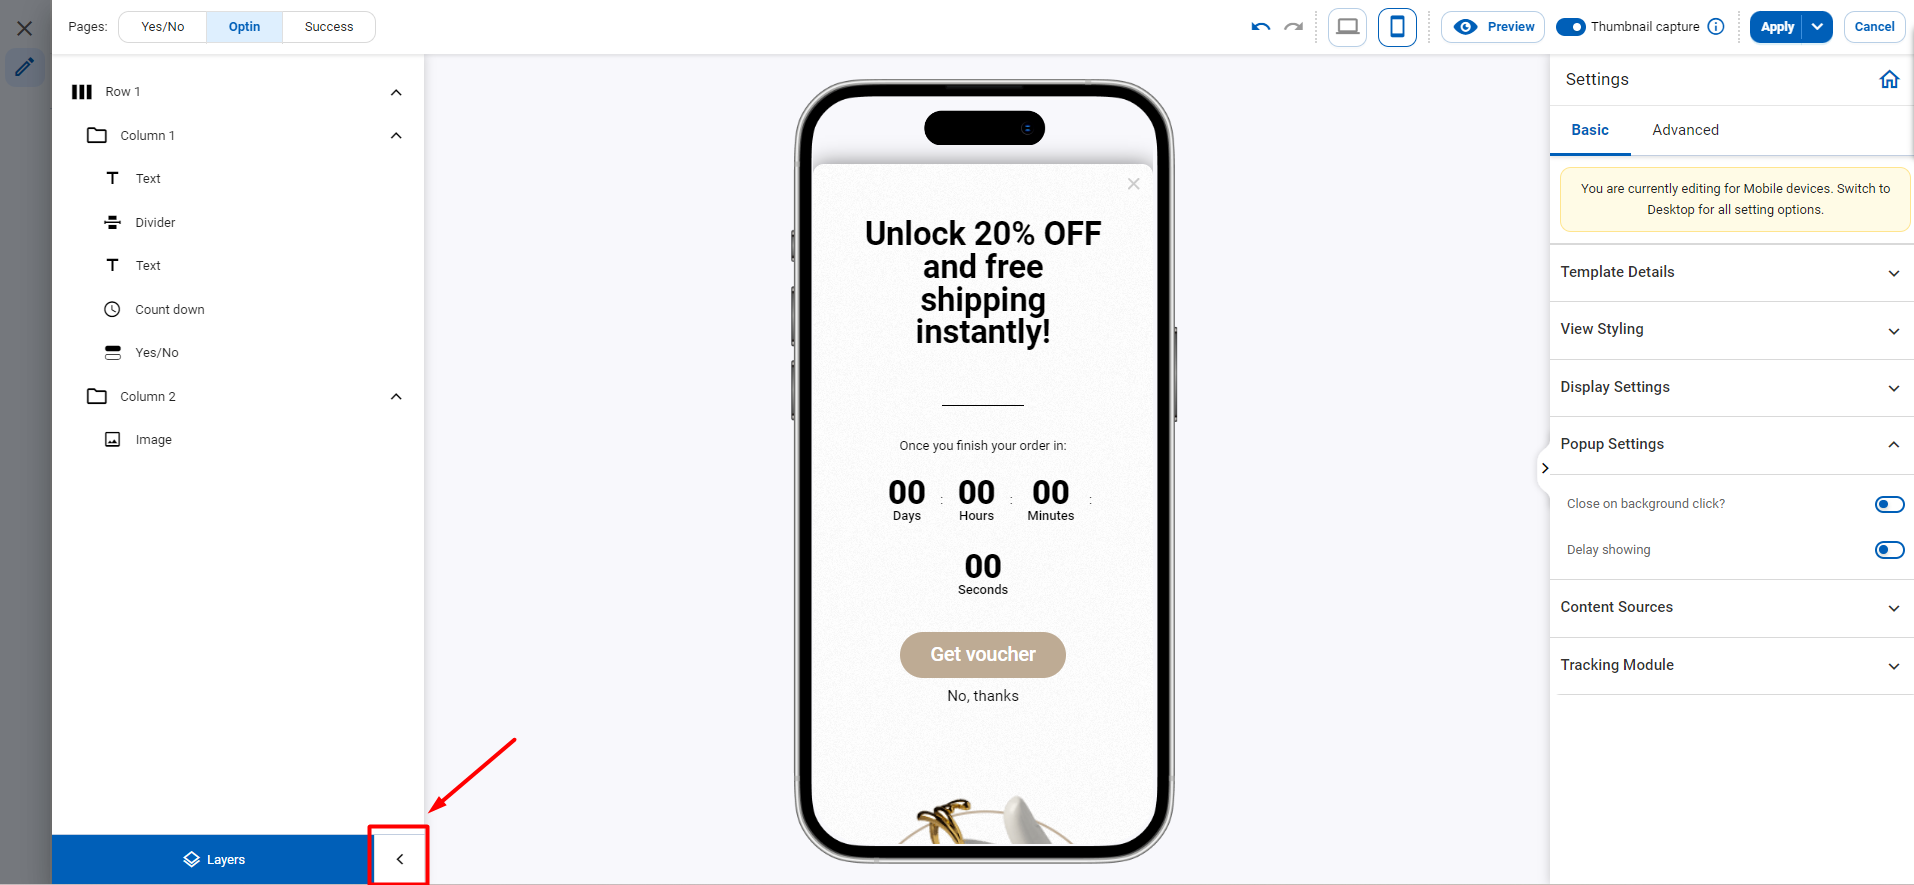 Pages:
Yes/No
Optin
Success
Preview
Thumbnail capture
Apply
Cancel
Row 1
Column 1
Text
Divider
Text
Count down
Yes/No
Column 2
Image
Layers
Unlock 20% OFF
and free
shipping
instantly!
Once you finish your order in:
00 : 00 : 00 :
Days Hours Minutes
00
Seconds
Get voucher
No, thanks
Settings
Basic
Advanced
You are currently editing for Mobile devices. Switch to
Desktop for all setting options.
Template Details
View Styling
Display Settings
Popup Settings
Close on background click?
Delay showing
Content Sources
Tracking Module